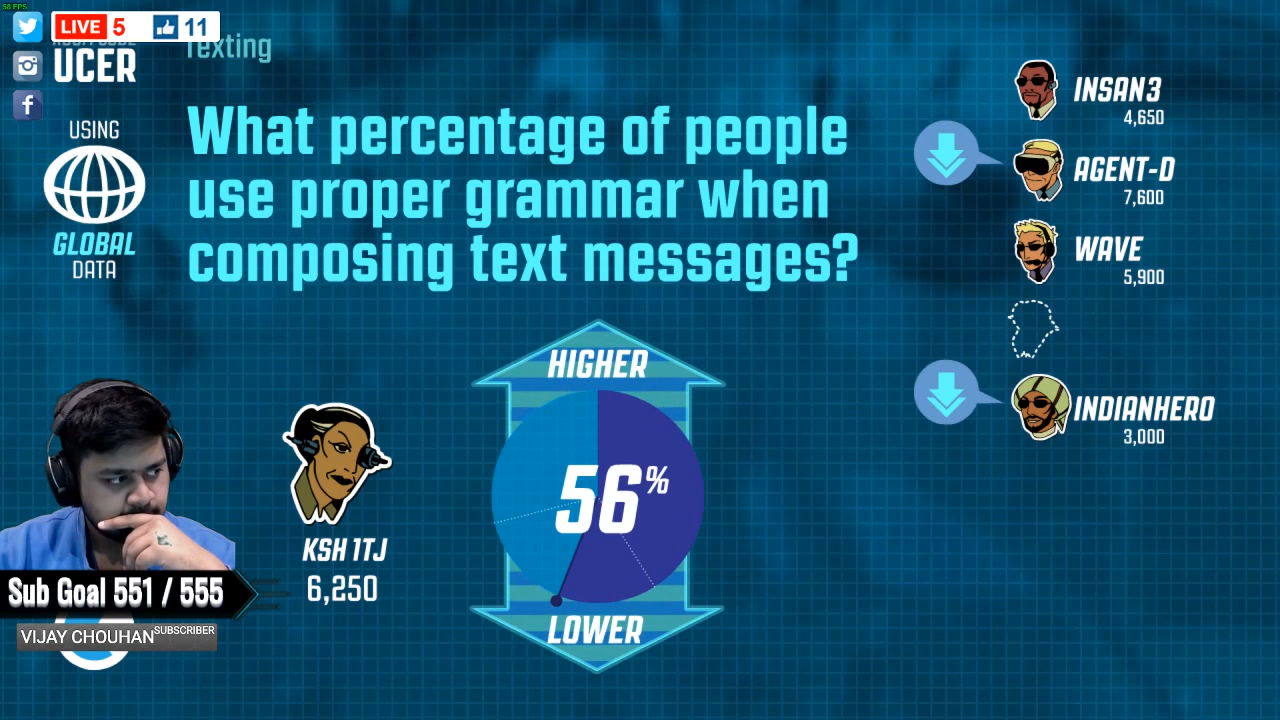 58 FPS
LIVE 5 11
UCER
Texting
USING
GLOBAL
DATA
What percentage of people
use proper grammar when
composing text messages?
INSAN3
4,650
AGENT-D
7,600
WAVE
5,900
INDIANHERO
3,000
HIGHER
56%
LOWER
KSH 1TJ
6,250
Sub Goal 551 / 555
VIJAY CHOUHAN SUBSCRIBER